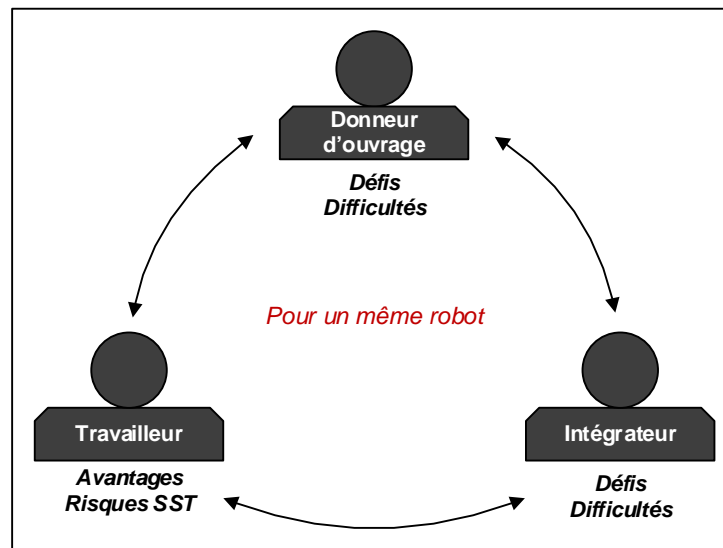 Donneur
d'ouvrage
Défis
Difficultés
Pour un même robot
Travailleur
Avantages
Risques SST
Intégrateur
Défis
Difficultés